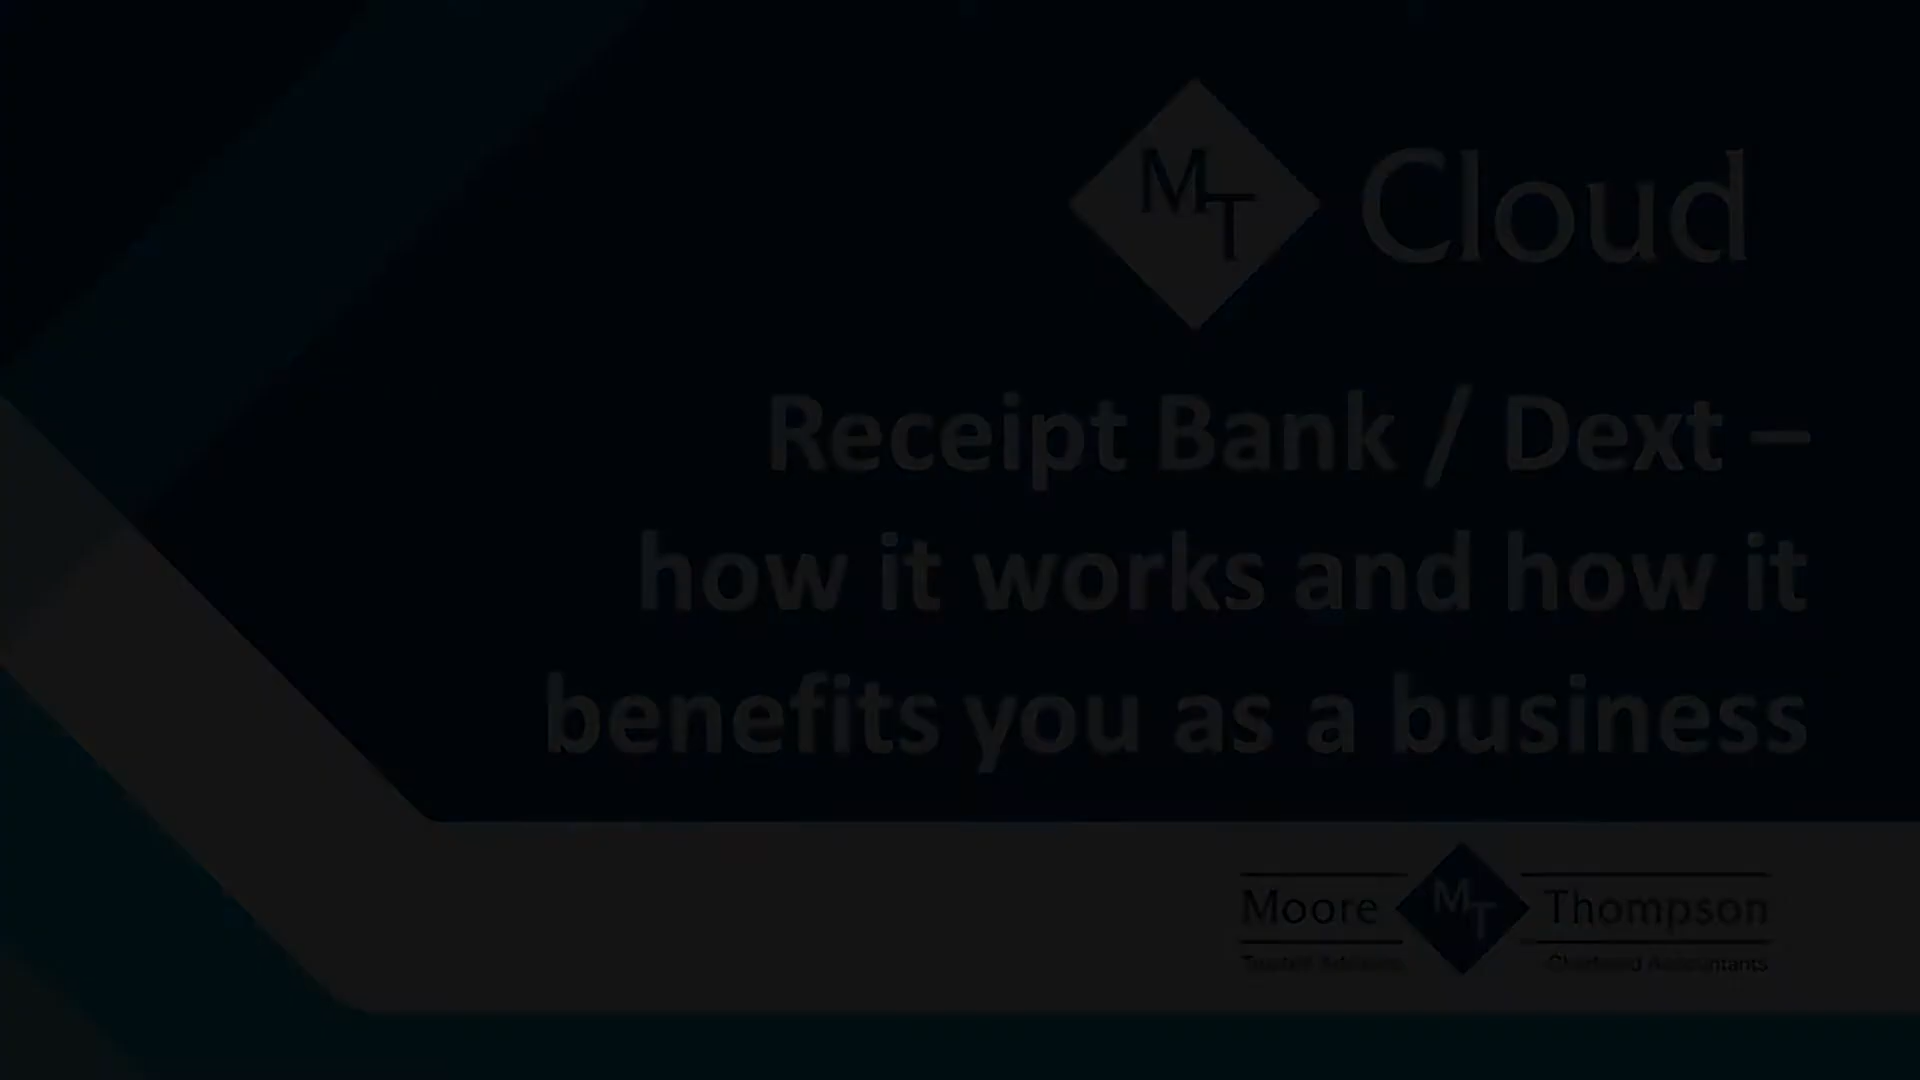 MT Cloud
Receipt Bank / Dext –
how it works and how it
benefits you as a business
Moore MT Thompson
Chartered Accountants